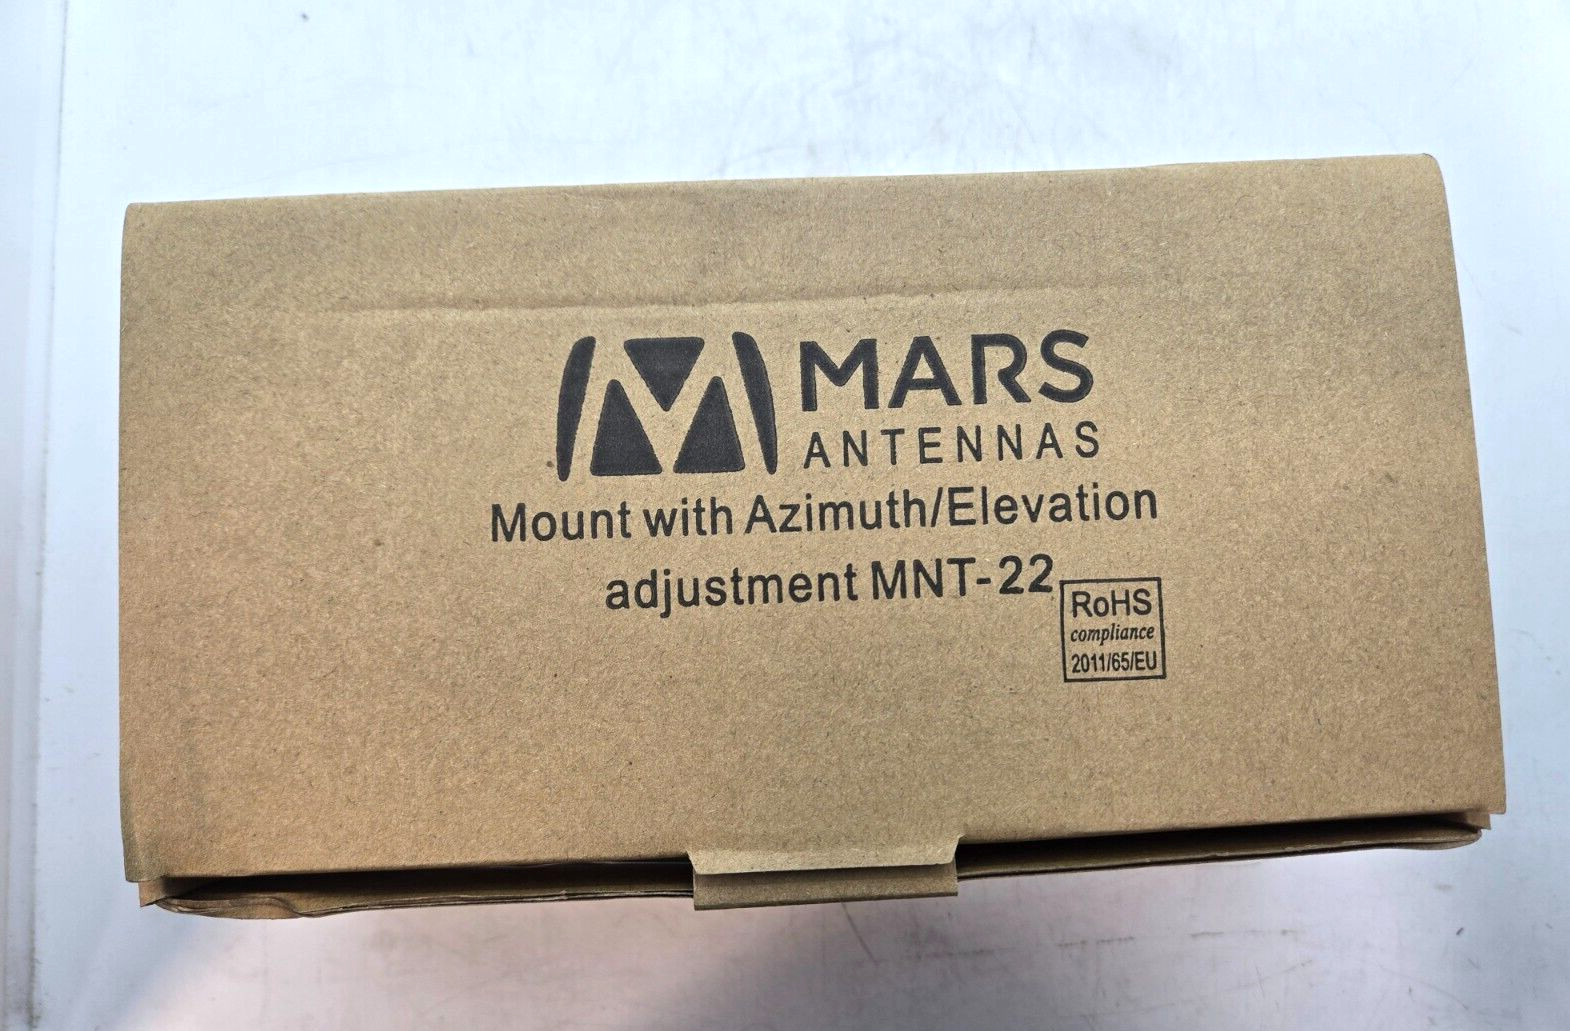 MARS
ANTENNAS
Mount with Azimuth/Elevation
adjustment MNT-22
RoHS
compliance
2011/65/EU